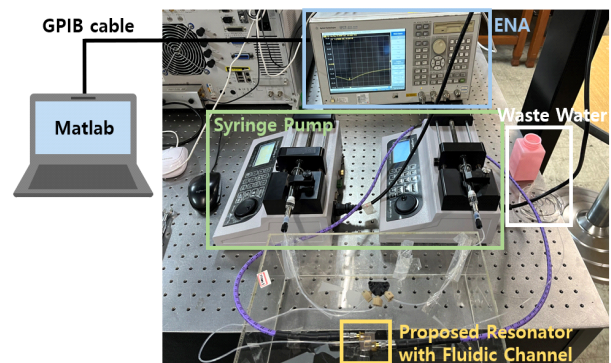 GPIB cable
ENA
Matlab
Syringe Pump
Waste Water
Proposed Resonator
with Fluidic Channel